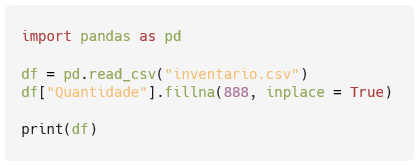 import pandas as pd
df = pd.read_csv("inventario.csv")
df["Quantidade"].fillna(888, inplace = True)
print(df)